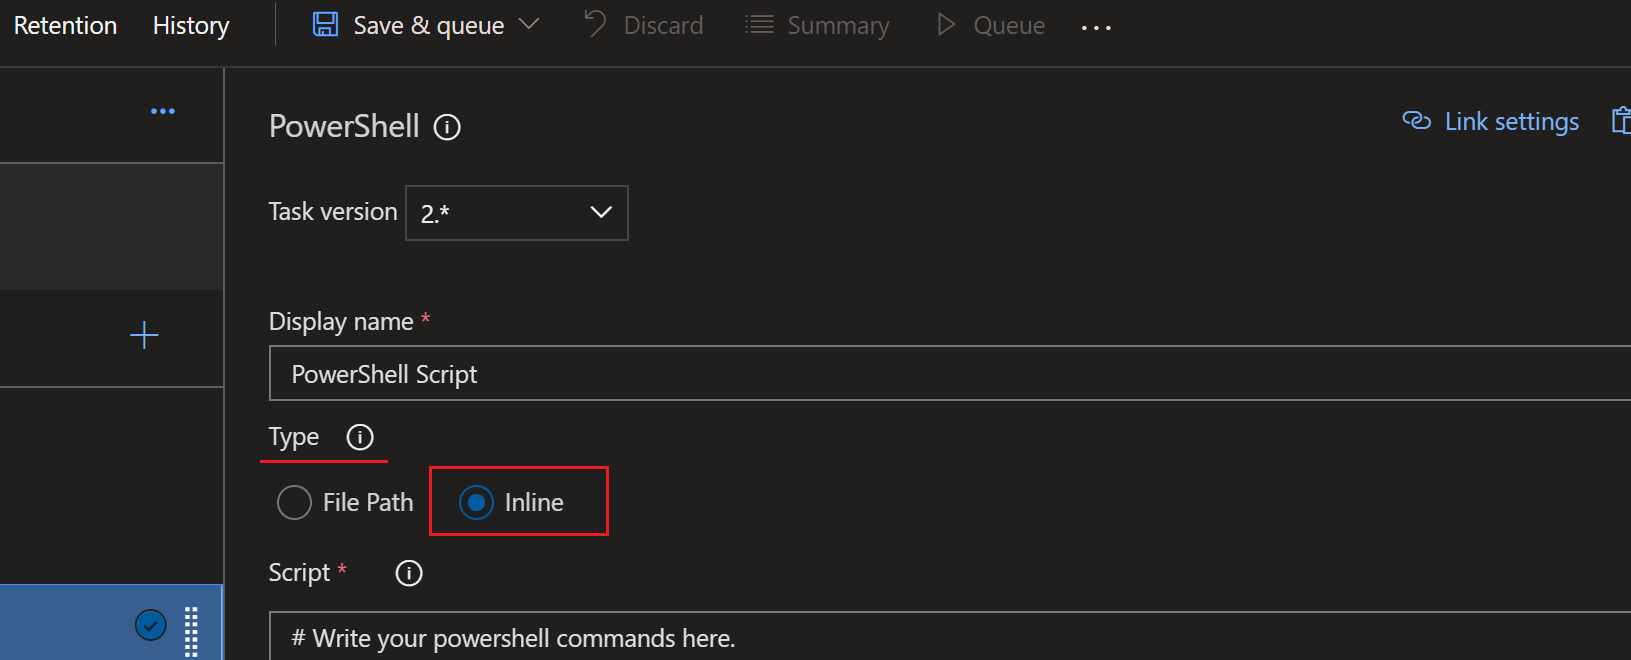 Retention History Save & queue Discard Summary Queue ...
PowerShell
Link settings
Task version 2.*
Display name *
PowerShell Script
Type
File Path Inline
Script *
# Write your powershell commands here.